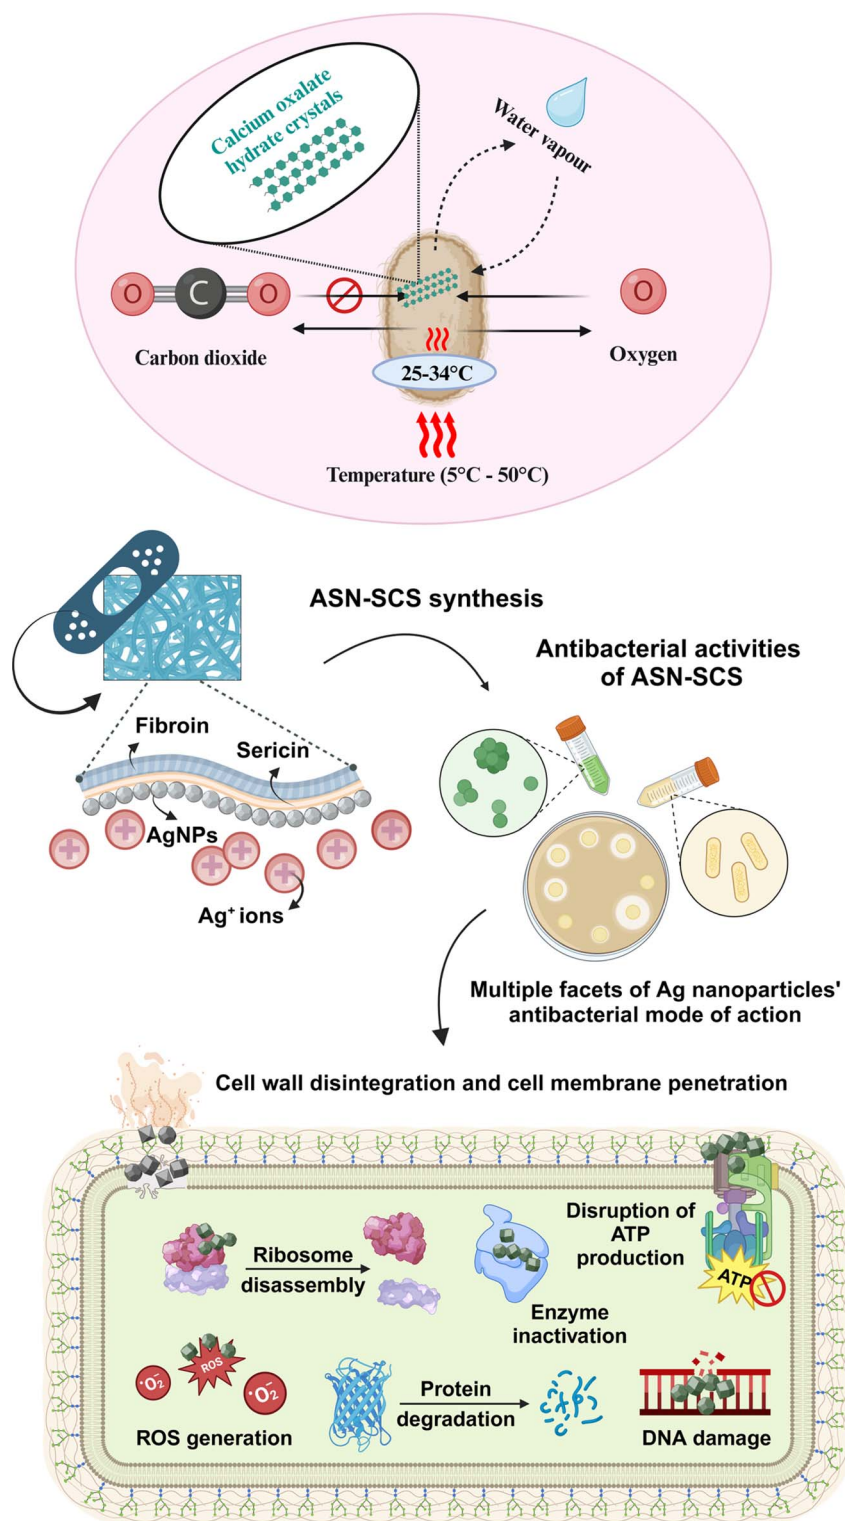 Calcium oxalate
hydrate crystals
Water vapour
O
C
O
O
Carbon dioxide
Oxygen
25-34°C
Temperature (5°C - 50°C)
ASN-SCS synthesis
Antibacterial activities
of ASN-SCS
Fibroin
Sericin
AgNPs
Ag⁺ ions
Multiple facets of Ag nanoparticles'
antibacterial mode of action
Cell wall disintegration and cell membrane penetration
Disruption of
ATP
production
Ribosome
disassembly
ATP
Enzyme
inactivation
ROS
·O₂⁻
·O₂⁻
Protein
degradation
ROS generation
DNA damage